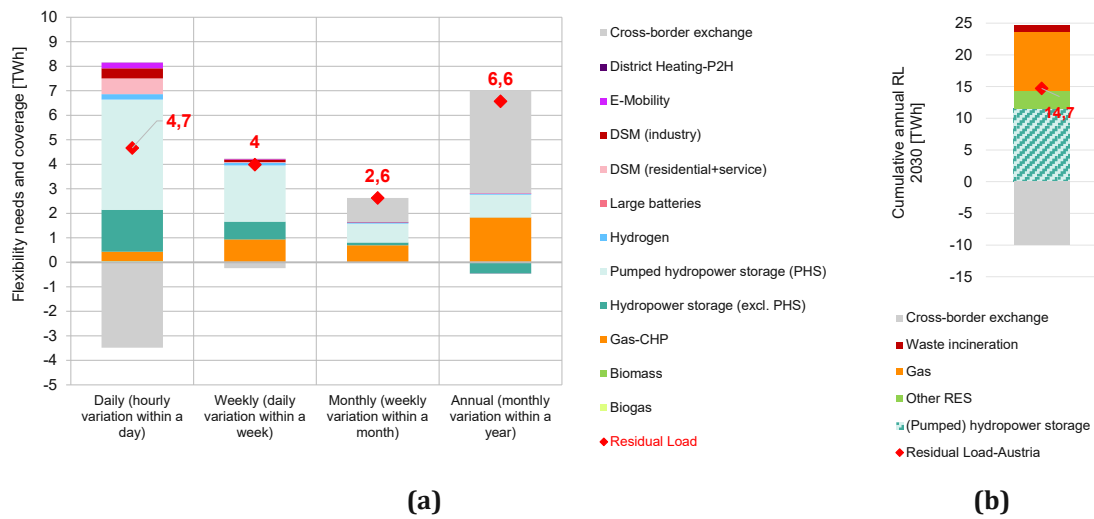 Flexibility needs and coverage [TWh]
10
9
8
7
6
5
4
3
2
1
0
-1
-2
-3
-4
-5
4,7
4
2,6
6,6
Daily (hourly
variation within a
day)
Weekly (daily
variation within a
week)
Monthly (weekly
variation within a
month)
Annual (monthly
variation within a
year)
Cross-border exchange
District Heating-P2H
E-Mobility
DSM (industry)
DSM (residential+service)
Large batteries
Hydrogen
Pumped hydropower storage (PHS)
Hydropower storage (excl. PHS)
Gas-CHP
Biomass
Biogas
Residual Load
(a)
Cumulative annual RL
2030 [TWh]
25
20
15
10
5
0
-5
-10
-15
14,7
Cross-border exchange
Waste incineration
Gas
Other RES
(Pumped) hydropower storage
Residual Load-Austria
(b)